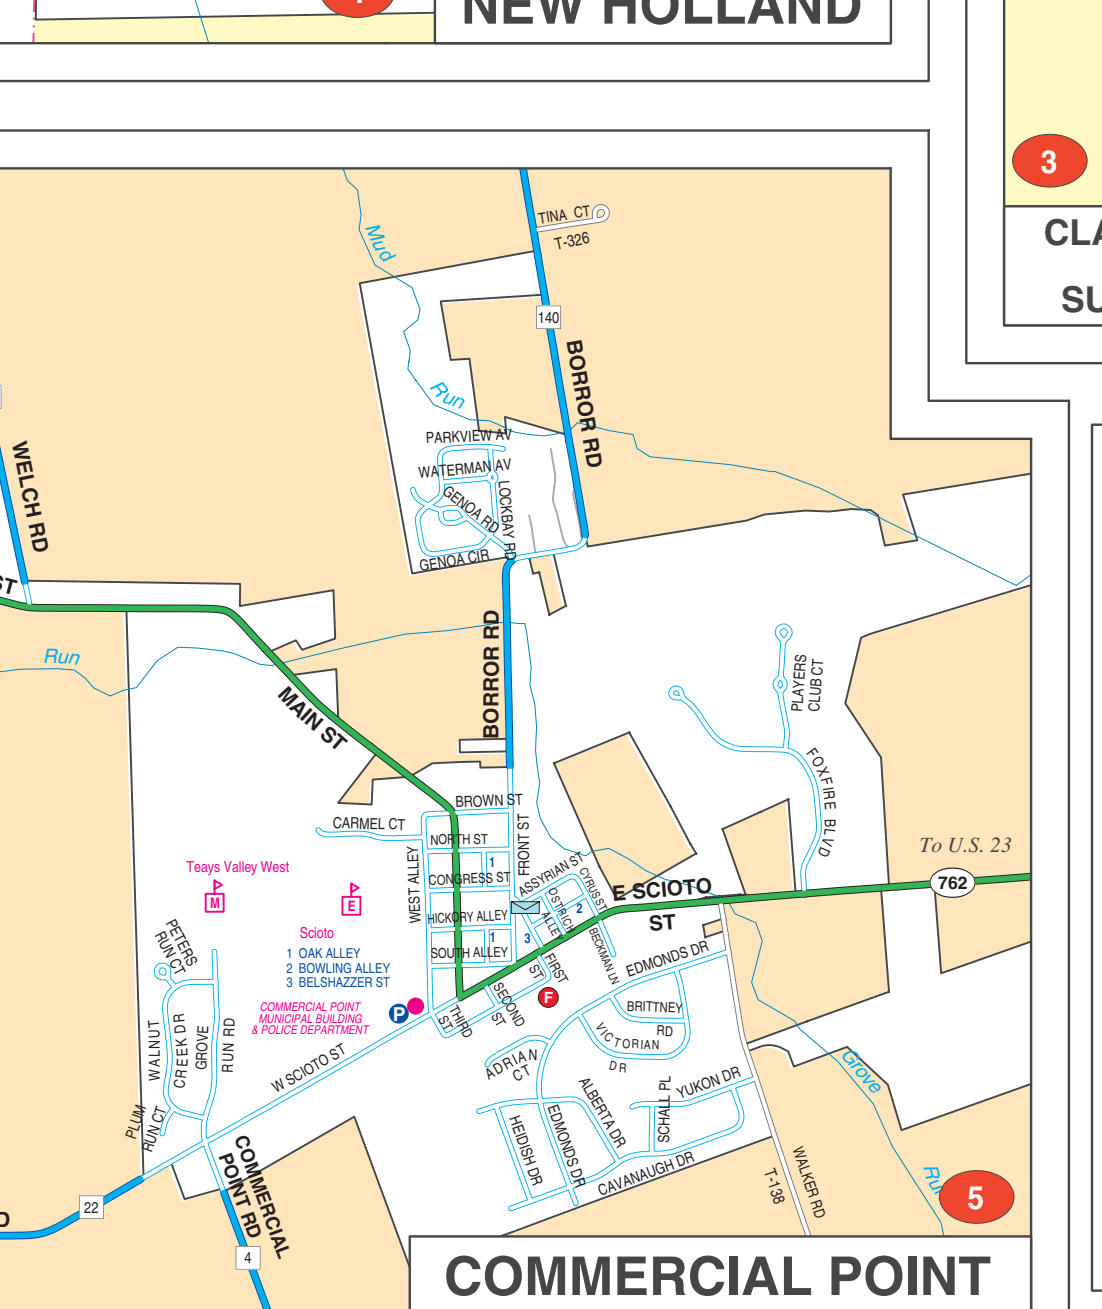 NEW HOLLAND
3
CLA
SU
Mud
TINA CT
T-326
140
BORROR RD
Run
PARKVIEW AV
WATERMAN AV
GENOA RD
LOCKBAY RD
GENOA CIR
WELCH RD
ST
Run
MAIN ST
BORROR RD
PLAYERS
CLUB CT
FOXFIRE BLVD
BROWN ST
CARMEL CT
NORTH ST
FRONT ST
WEST ALLEY
1
CONGRESS ST
ASSYRIAN ST
CYRUS ST
OSTRICH
ALLEY
2
HICKORY ALLEY
1
3
SOUTH ALLEY
BECKMAN LN
E SCIOTO
ST
To U.S. 23
762
Teays Valley West
M
E
Scioto
1 OAK ALLEY
2 BOWLING ALLEY
3 BELSHAZZER ST
COMMERCIAL POINT
MUNICIPAL BUILDING
& POLICE DEPARTMENT
P
F
FIRST
ST
SECOND
ST
THIRD
ST
EDMONDS DR
BRITTNEY
RD
VICTORIAN
DR
ADRIAN
CT
PETERS
RUN CT
WALNUT
CREEK DR
GROVE
RUN RD
PLUM
RUN CT
W SCIOTO ST
ALBERTA DR
SCHALL PL
YUKON DR
HEIDISH DR
EDMONDS DR
CAVANAUGH DR
Grove
Run
WALKER RD
T-138
COMMERCIAL
POINT RD
22
4
D
5
COMMERCIAL POINT